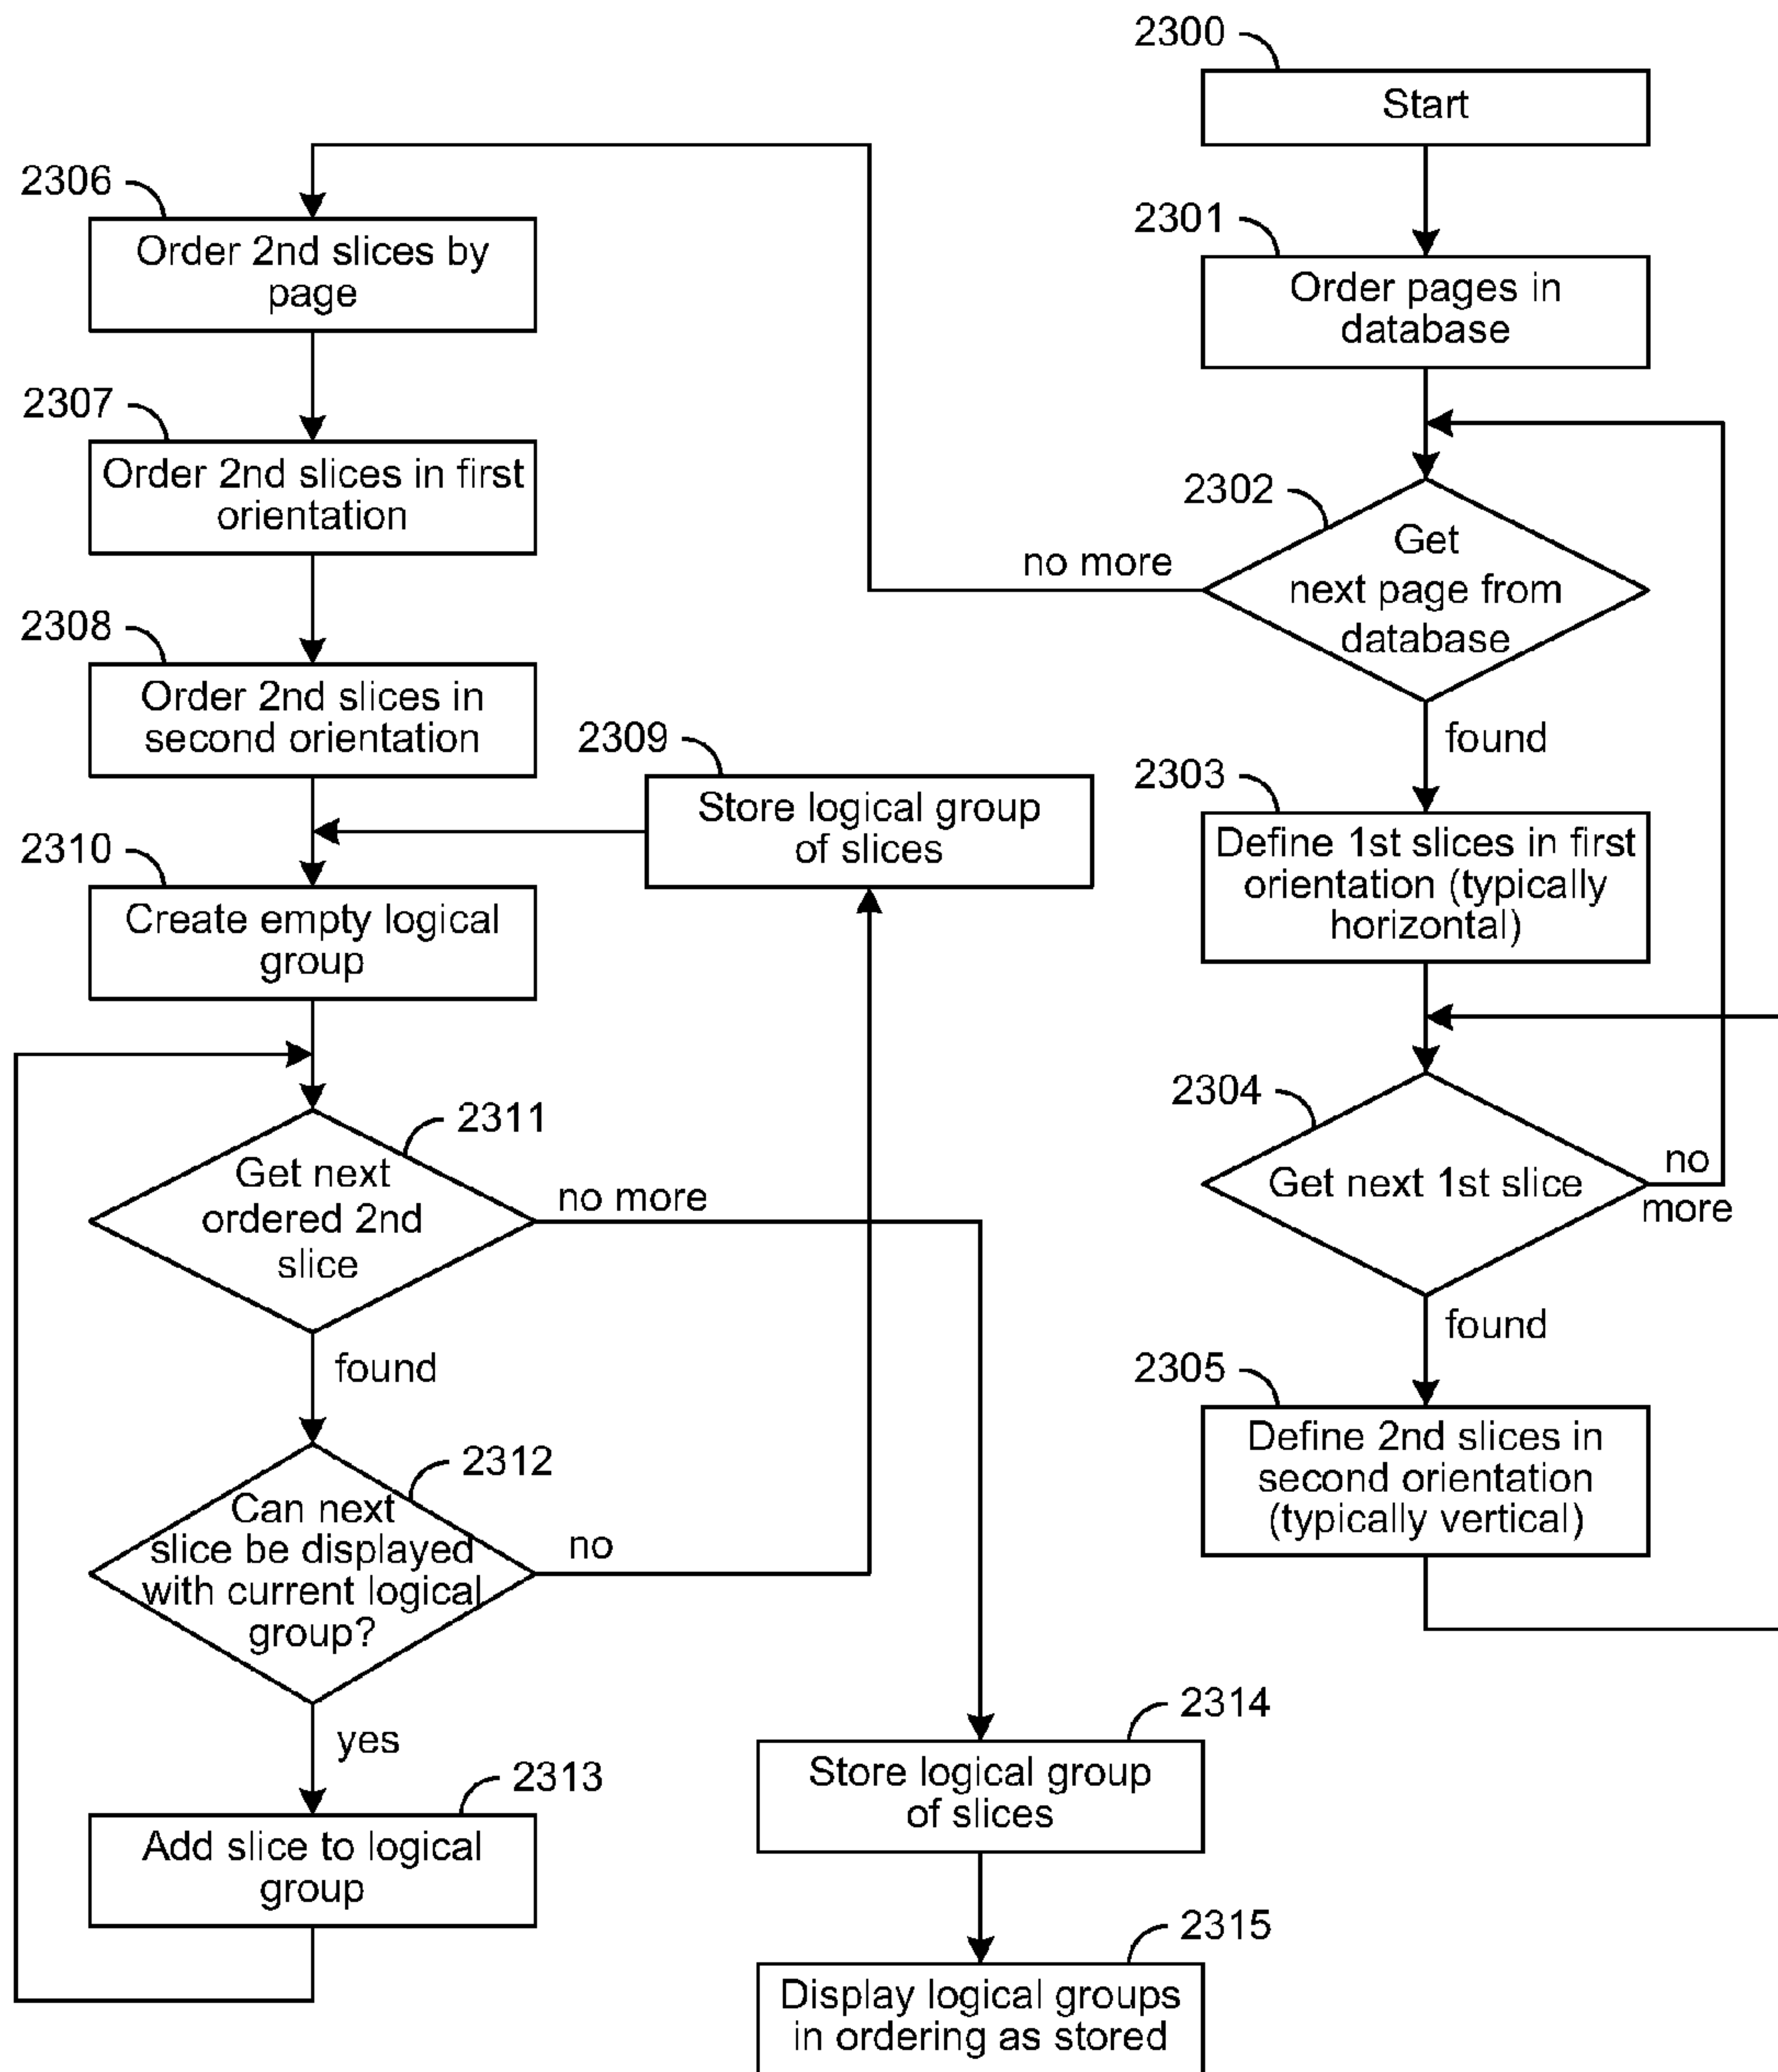 2300
Start
2301
Order pages in
database
2302
Get
next page from
database
no more
found
2303
Define 1st slices in first
orientation (typically
horizontal)
2304
Get next 1st slice
no
more
found
2305
Define 2nd slices in
second orientation
(typically vertical)
2306
Order 2nd slices by
page
2307
Order 2nd slices in first
orientation
2308
Order 2nd slices in
second orientation
2309
Store logical group
of slices
2310
Create empty logical
group
2311
Get next
ordered 2nd
slice
no more
found
2312
Can next
slice be displayed
with current logical
group?
no
yes
2313
Add slice to logical
group
2314
Store logical group
of slices
2315
Display logical groups
in ordering as stored